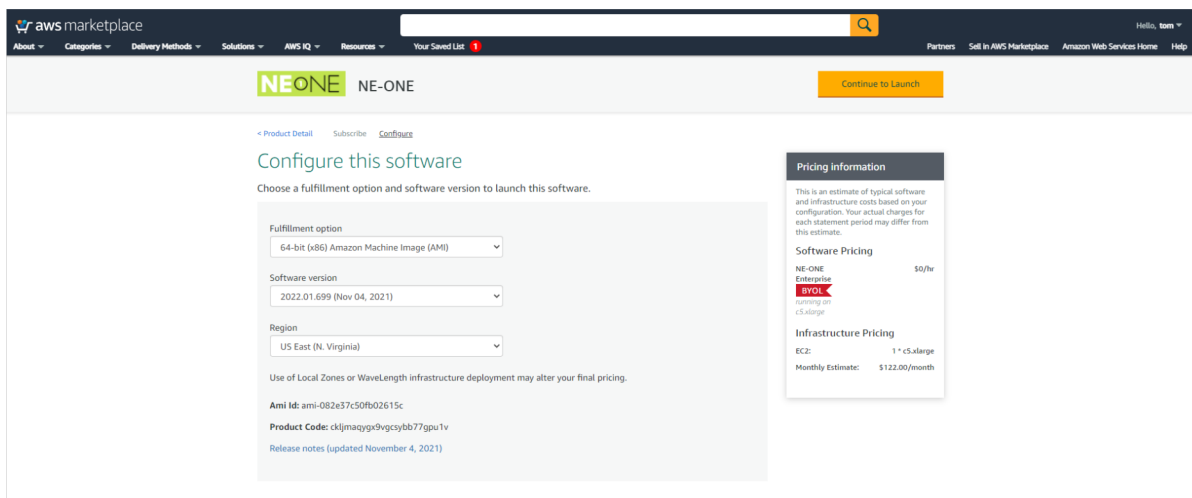 aws marketplace
Hello, tom
About Categories Delivery Methods Solutions AWS IQ Resources Your Saved List 1 Partners Sell in AWS Marketplace Amazon Web Services Home Help
NEONE NE-ONE
Continue to Launch
< Product Detail Subscribe Configure
Configure this software
Choose a fulfillment option and software version to launch this software.
Fulfillment option
64-bit (x86) Amazon Machine Image (AMI)
Software version
2022.01.699 (Nov 04, 2021)
Region
US East (N. Virginia)
Use of Local Zones or WaveLength infrastructure deployment may alter your final pricing.
Ami Id: ami-082e37c50fb02615c
Product Code: ckljmaqygx9vgcsybb77gpu1v
Release notes (updated November 4, 2021)
Pricing information
This is an estimate of typical software
and infrastructure costs based on your
configuration. Your actual charges for
each statement period may differ from
this estimate.
Software Pricing
NE-ONE $0/hr
Enterprise
BYOL
running on
c5.xlarge
Infrastructure Pricing
EC2: 1 * c5.xlarge
Monthly Estimate: $122.00/month